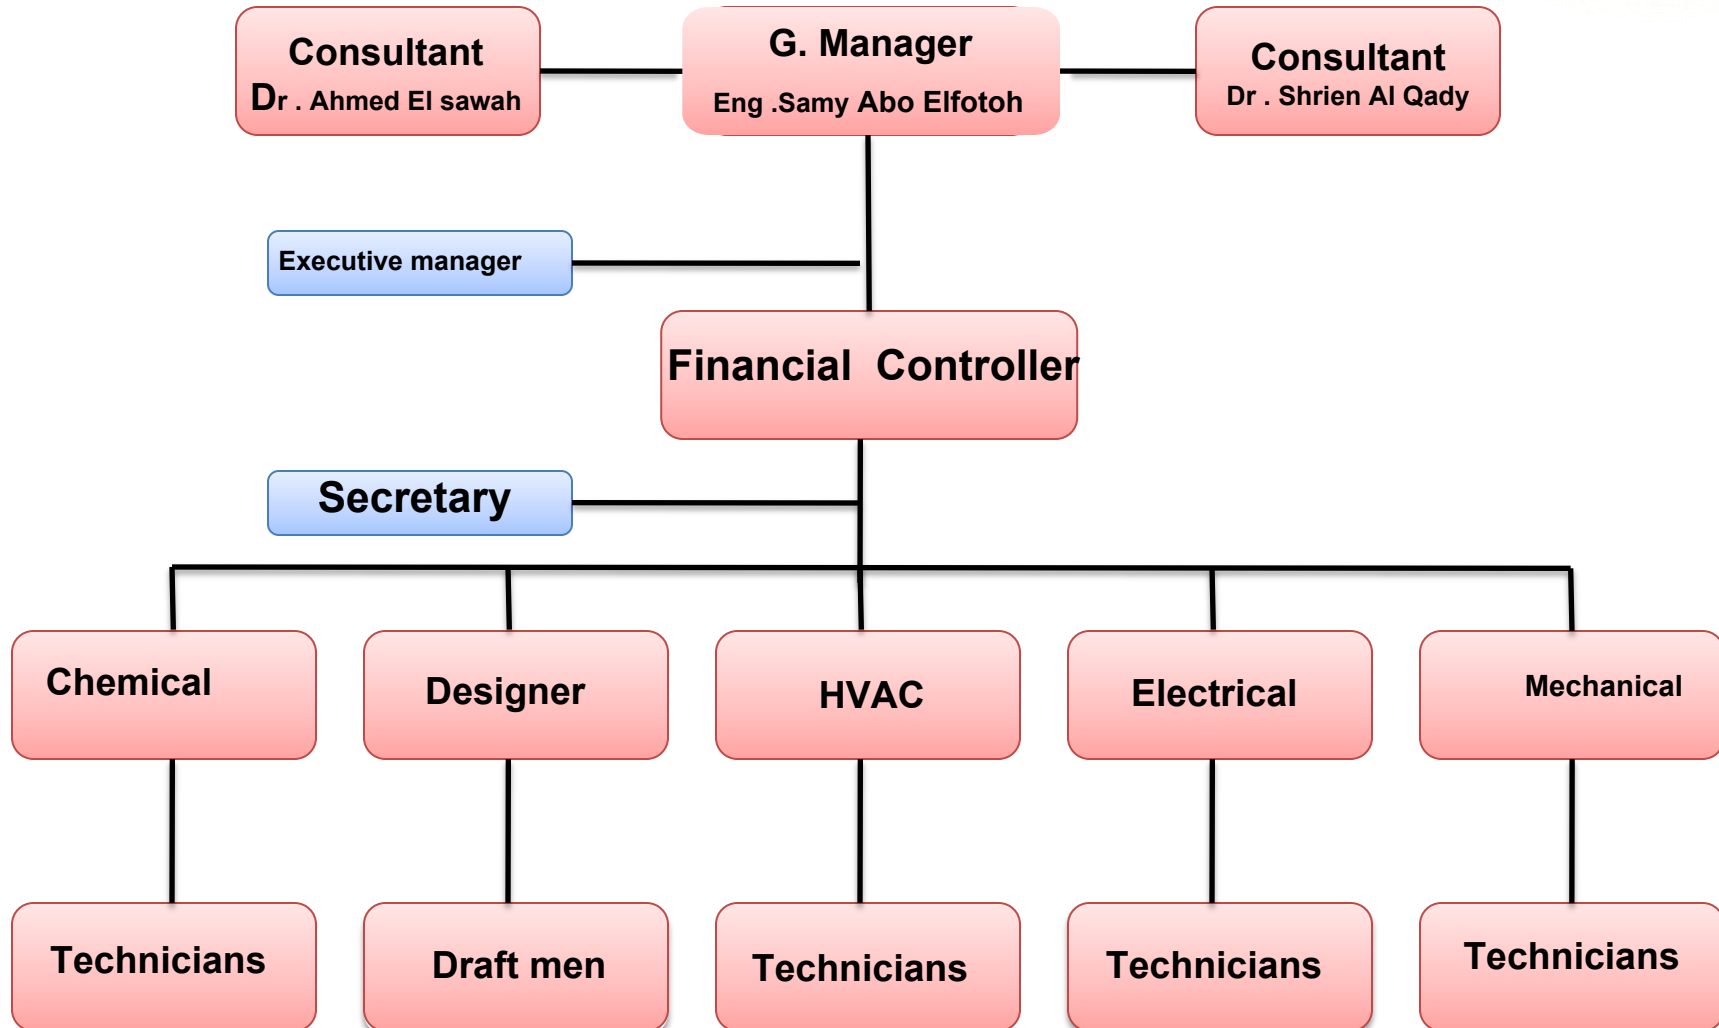 Consultant
Dr . Ahmed El sawah
G. Manager
Eng .Samy Abo Elfotoh
Consultant
Dr . Shrien Al Qady
Executive manager
Financial  Controller
Secretary
Chemical
Designer
HVAC
Electrical
Mechanical
Technicians
Draft men
Technicians
Technicians
Technicians